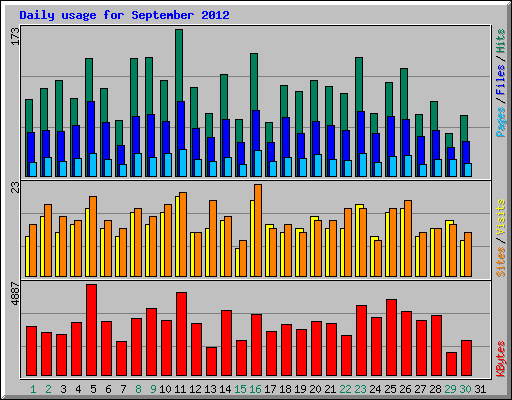 Daily usage for September 2012
173
Pages / Files / Hits
23
Sites / Visits
4887
KBytes
1 2 3 4 5 6 7 8 9 10 11 12 13 14 15 16 17 18 19 20 21 22 23 24 25 26 27 28 29 30 31